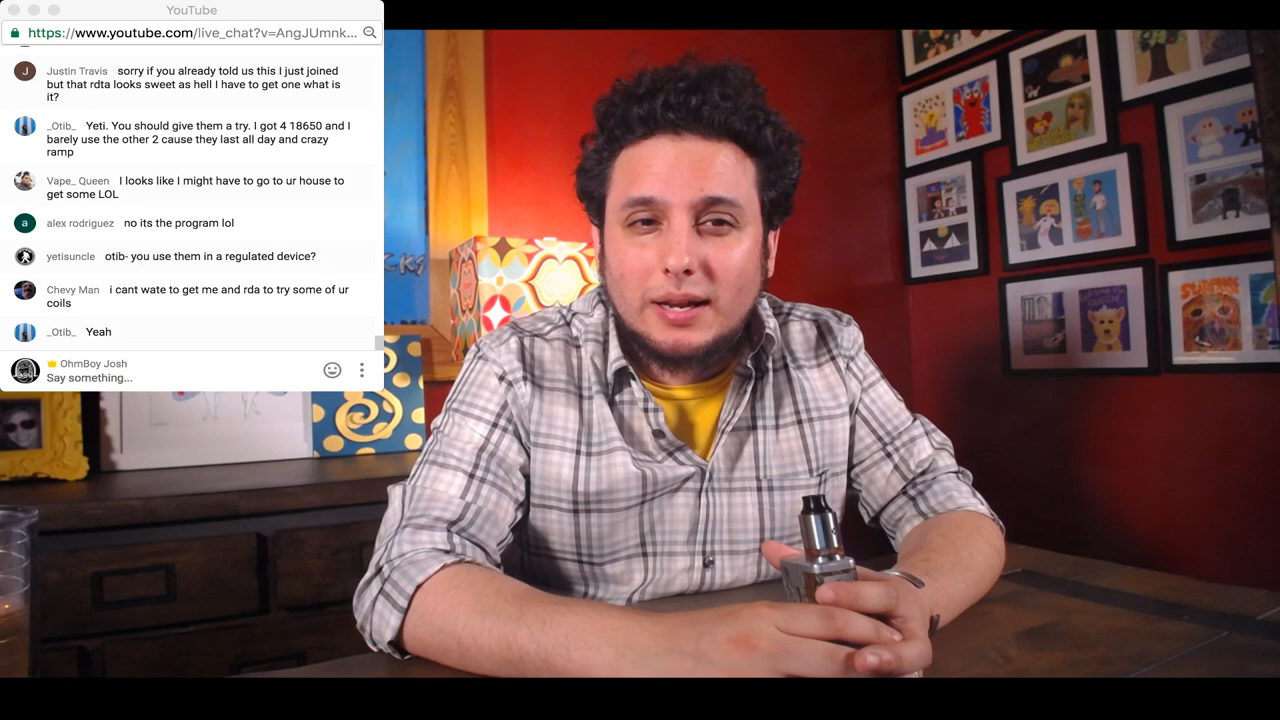 YouTube
https://www.youtube.com/live_chat?v=AngJUmnk...
J Justin Travis sorry if you already told us this I just joined
but that rdta looks sweet as hell I have to get one what is
it?
_Otib_ Yeti. You should give them a try. I got 4 18650 and I
barely use the other 2 cause they last all day and crazy
ramp
Vape_ Queen I looks like I might have to go to ur house to
get some LOL
a alex rodriguez no its the program lol
yetisuncle otib- you use them in a regulated device?
Chevy Man i cant wate to get me and rda to try some of ur
coils
_Otib_ Yeah
OhmBoy Josh
Say something...
CKS
SURFING